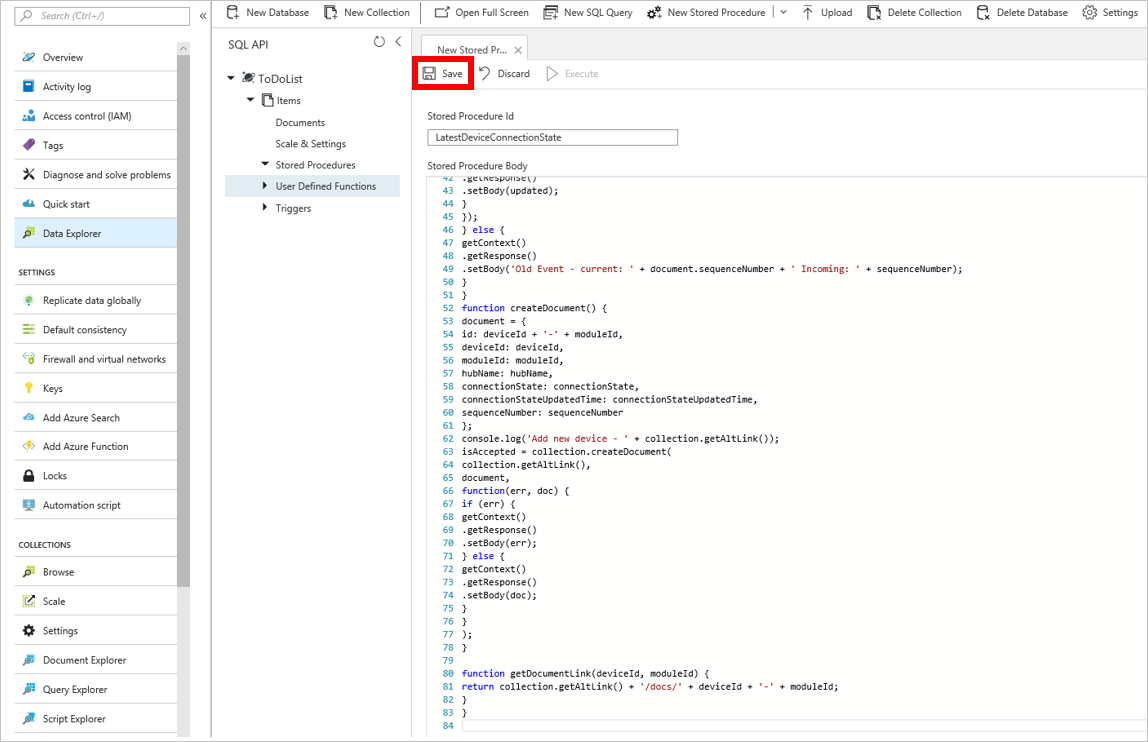 Search (Ctrl+/)
«
Overview
Activity log
Access control (IAM)
Tags
Diagnose and solve problems
Quick start
Data Explorer
SETTINGS
Replicate data globally
Default consistency
Firewall and virtual networks
Keys
Add Azure Search
Add Azure Function
Locks
Automation script
COLLECTIONS
Browse
Scale
Settings
Document Explorer
Query Explorer
Script Explorer
New Database New Collection Open Full Screen New SQL Query New Stored Procedure Upload Delete Collection Delete Database Settings
SQL API
ToDoList
Items
Documents
Scale & Settings
Stored Procedures
User Defined Functions
Triggers
New Stored Pr...
Save Discard Execute
Stored Procedure Id
LatestDeviceConnectionState
Stored Procedure Body
42 .getResponse()
43 .setBody(updated);
44 }
45 });
46 } else {
47 getContext()
48 .getResponse()
49 .setBody('Old Event - current: ' + document.sequenceNumber + ' Incoming: ' + sequenceNumber);
50 }
51 }
52 function createDocument() {
53 document = {
54 id: deviceId + '-' + moduleId,
55 deviceId: deviceId,
56 moduleId: moduleId,
57 hubName: hubName,
58 connectionState: connectionState,
59 connectionStateUpdatedTime: connectionStateUpdatedTime,
60 sequenceNumber: sequenceNumber
61 };
62 console.log('Add new device - ' + collection.getAltLink());
63 isAccepted = collection.createDocument(
64 collection.getAltLink(),
65 document,
66 function(err, doc) {
67 if (err) {
68 getContext()
69 .getResponse()
70 .setBody(err);
71 } else {
72 getContext()
73 .getResponse()
74 .setBody(doc);
75 }
76 }
77 );
78 }
79
80 function getDocumentLink(deviceId, moduleId) {
81 return collection.getAltLink() + '/docs/' + deviceId + '-' + moduleId;
82 }
83 }
84